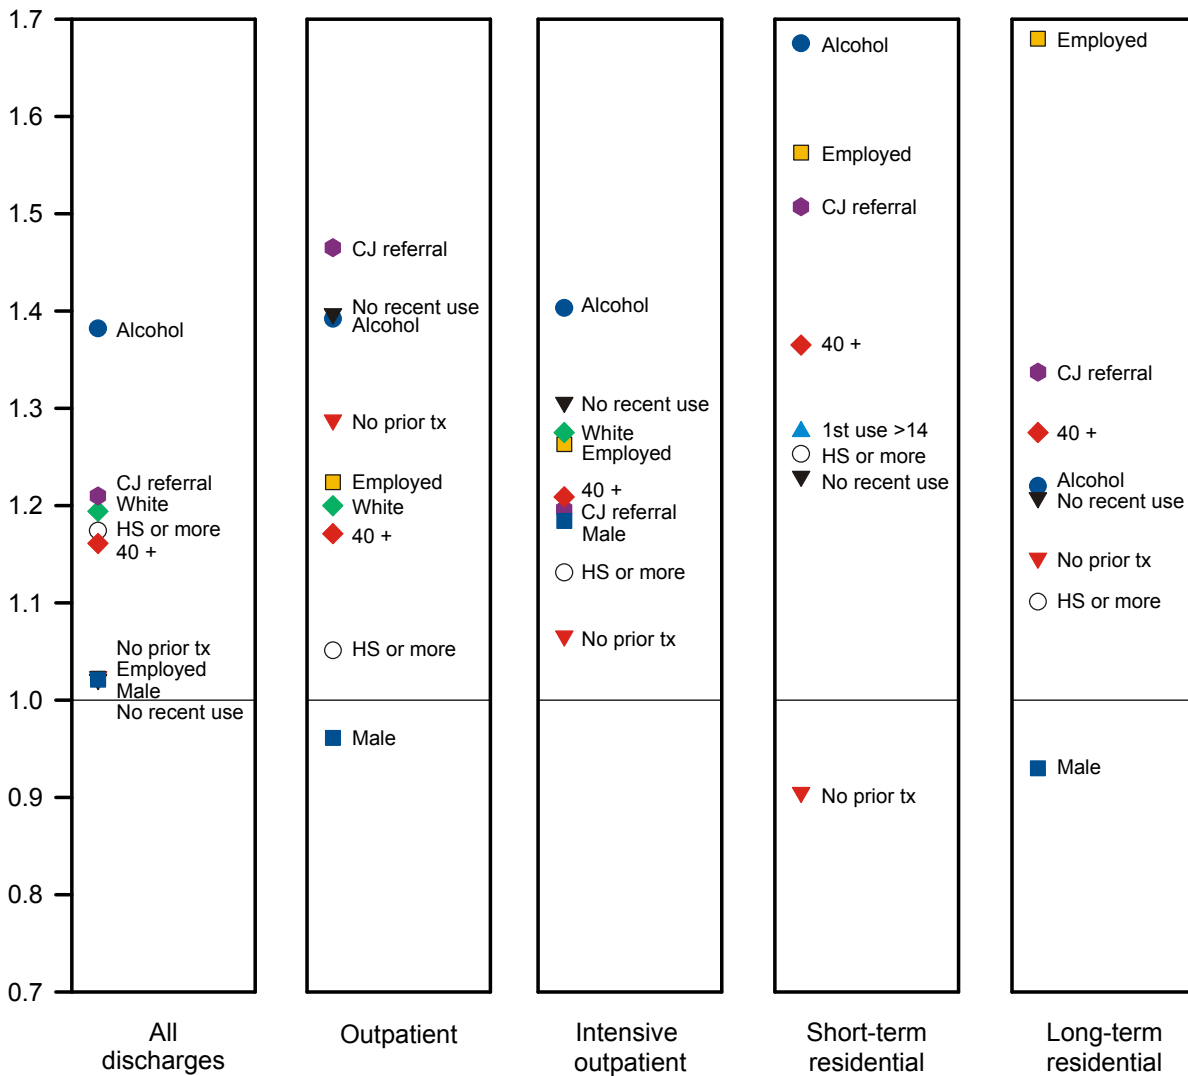 1.7
1.6
1.5
1.4
1.3
1.2
1.1
1.0
0.9
0.8
0.7
Alcohol
CJ referral
White
HS or more
40 +
No prior tx
Employed
Male
No recent use
All
discharges
CJ referral
No recent use
Alcohol
No prior tx
Employed
White
40 +
HS or more
Male
Outpatient
Alcohol
No recent use
White
Employed
40 +
CJ referral
Male
HS or more
No prior tx
Intensive
outpatient
Alcohol
Employed
CJ referral
40 +
1st use >14
HS or more
No recent use
No prior tx
Short-term
residential
Employed
CJ referral
40 +
Alcohol
No recent use
No prior tx
HS or more
Male
Long-term
residential